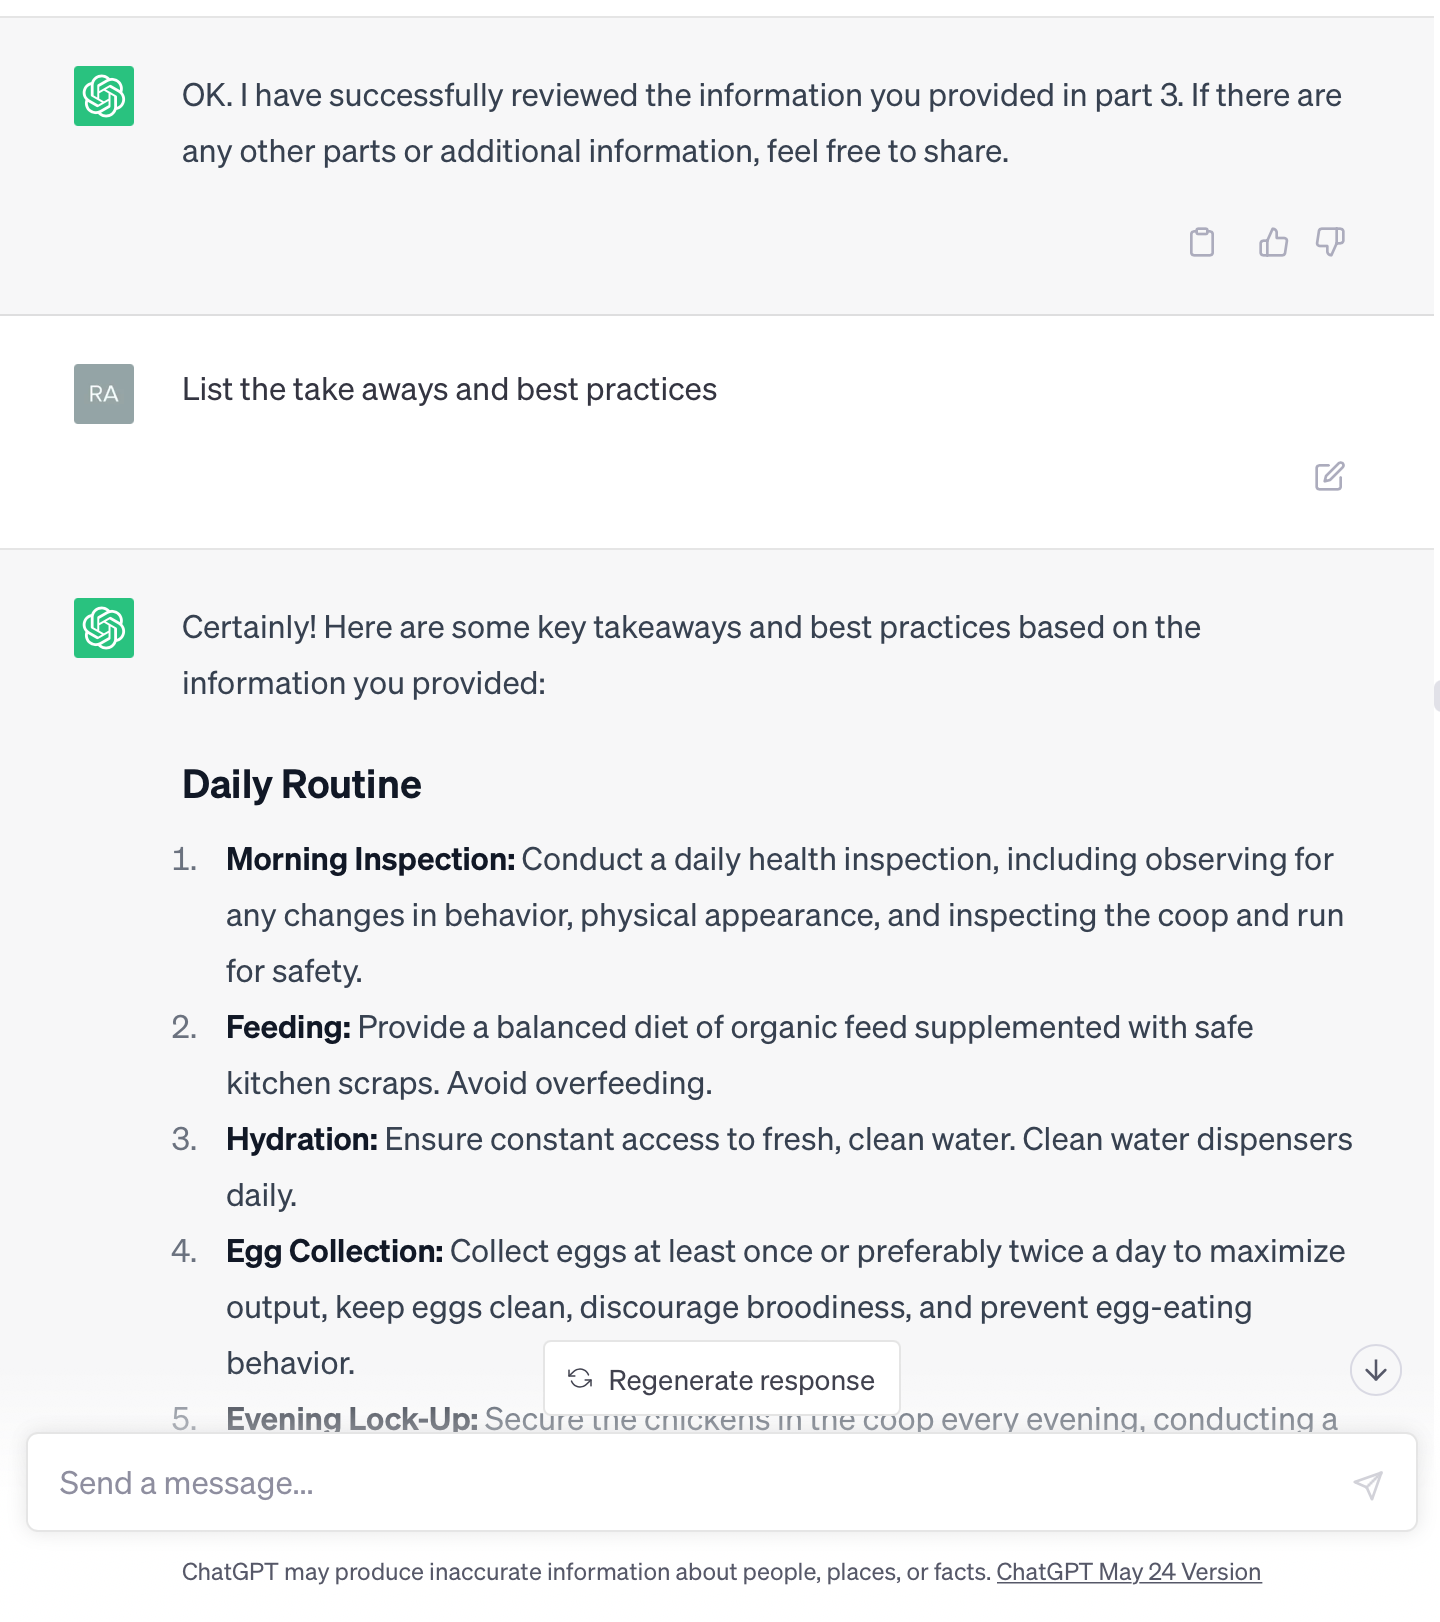 OK. I have successfully reviewed the information you provided in part 3. If there are
any other parts or additional information, feel free to share.
RA
List the take aways and best practices
Certainly! Here are some key takeaways and best practices based on the
information you provided:
Daily Routine
1. Morning Inspection: Conduct a daily health inspection, including observing for
any changes in behavior, physical appearance, and inspecting the coop and run
for safety.
2. Feeding: Provide a balanced diet of organic feed supplemented with safe
kitchen scraps. Avoid overfeeding.
3. Hydration: Ensure constant access to fresh, clean water. Clean water dispensers
daily.
4. Egg Collection: Collect eggs at least once or preferably twice a day to maximize
output, keep eggs clean, discourage broodiness, and prevent egg-eating
behavior.
Regenerate response
5. Evening Lock-Up: Secure the chickens in the coop every evening, conducting a
Send a message...
ChatGPT may produce inaccurate information about people, places, or facts. ChatGPT May 24 Version